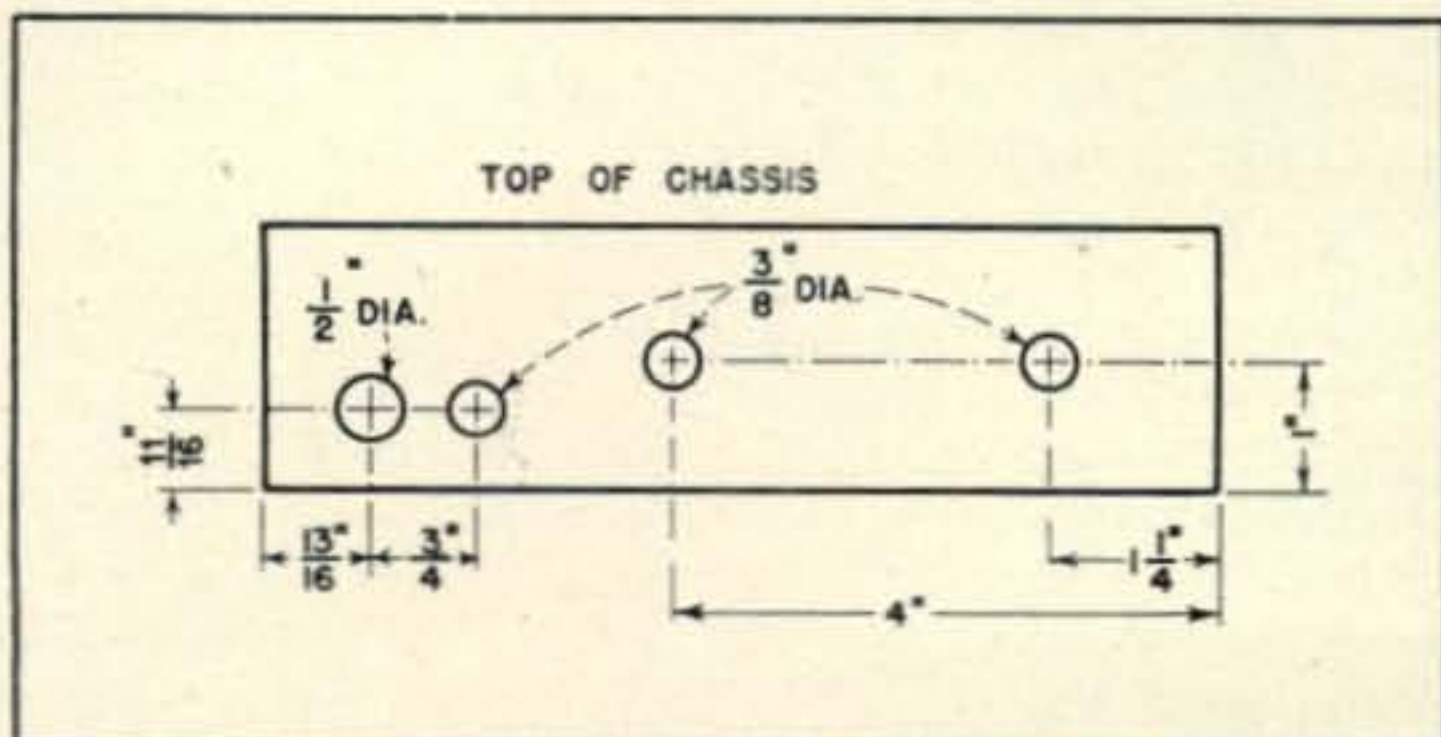 TOP OF CHASSIS
1/2" DIA.
3/8" DIA.
11/16"
1"
13/16"
3/4"
1 1/4"
4"